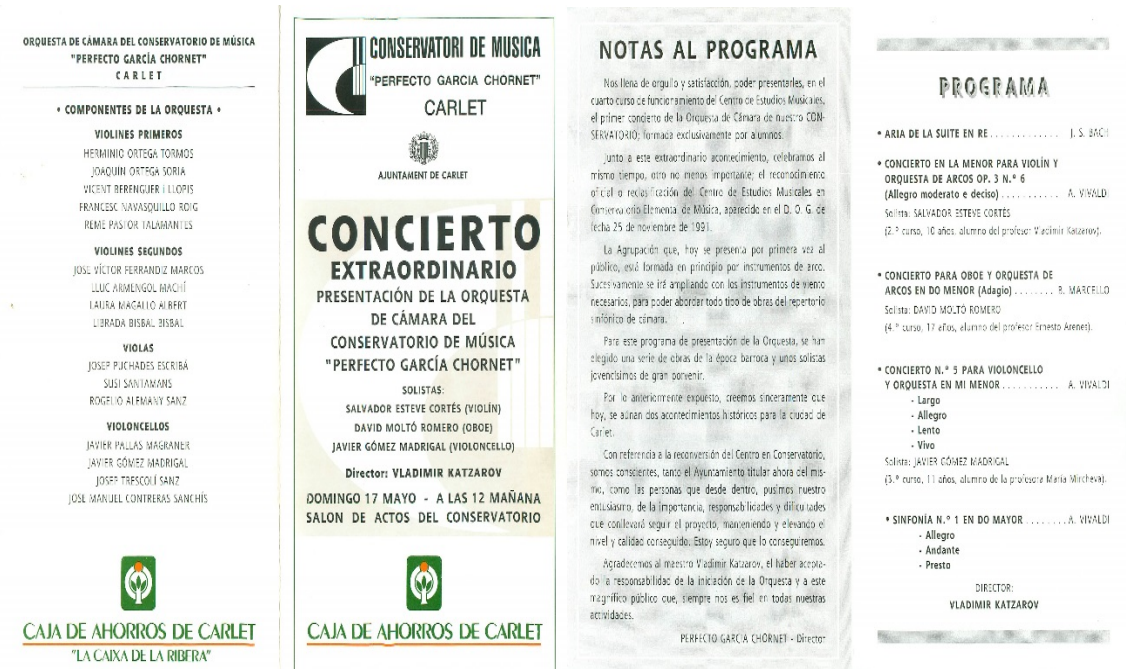 ORQUESTA DE CÁMARA DEL CONSERVATORIO DE MÚSICA
"PERFECTO GARCÍA CHORNET"
CARLET
• COMPONENTES DE LA ORQUESTA •
VIOLINES PRIMEROS
HERMINIO ORTEGA TORMOS
JOAQUIN ORTEGA SORIA
VICENT BERENGUER I LLOPIS
FRANCESC NAVASQUILLO ROIG
REME PASTOR TALAMANTES
VIOLINES SEGUNDOS
JOSE VÍCTOR FERRANDIZ MARCOS
LLUC ARMENGOL MACHÍ
LAURA MAGALLO ALBERT
LIBRADA BISBAL BISBAL
VIOLAS
JOSEP PUCHADES ESCRIBÁ
SUSI SANTAMANS
ROGELIO ALEMANY SANZ
VIOLONCELLOS
JAVIER PALLAS MAGRANER
JAVIER GÓMEZ MADRIGAL
JOSEP TRESCOLÍ SANZ
JOSE MANUEL CONTRERAS SANCHÍS
CAJA DE AHORROS DE CARLET
"LA CAIXA DE LA RIBERA"
CONSERVATORI DE MUSICA
"PERFECTO GARCIA CHORNET"
CARLET
AJUNTAMENT DE CARLET
CONCIERTO
EXTRAORDINARIO
PRESENTACIÓN DE LA ORQUESTA
DE CÁMARA DEL
CONSERVATORIO DE MÚSICA
"PERFECTO GARCÍA CHORNET"
SOLISTAS:
SALVADOR ESTEVE CORTÉS (VIOLÍN)
DAVID MOLTÓ ROMERO (OBOE)
JAVIER GÓMEZ MADRIGAL (VIOLONCELLO)
Director: VLADIMIR KATZAROV
DOMINGO 17 MAYO - A LAS 12 MAÑANA
SALON DE ACTOS DEL CONSERVATORIO
CAJA DE AHORROS DE CARLET
NOTAS AL PROGRAMA
Nos llena de orgullo y satisfacción, poder presentarles, en el
cuarto curso de funcionamiento del Centro de Estudios Musicales,
el primer concierto de la Orquesta de Cámara de nuestro CON-
SERVATORIO; formada exclusivamente por alumnos.
Junto a este extraordinario acontecimiento, celebramos al
mismo tiempo, otro no menos importante; el reconocimiento
oficial o reclasificación del Centro de Estudios Musicales en
Conservatorio Elemental de Música, aparecido en el D. O. G. de
fecha 25 de noviembre de 1991.
La Agrupación que, hoy se presenta por primera vez al
público, está formada en principio por instrumentos de arco.
Sucesivamente se irá ampliando con los instrumentos de viento
necesarios, para poder abordar todo tipo de obras del repertorio
sinfónico de cámara.
Para este programa de presentación de la Orquesta, se han
elegido una serie de obras de la época barroca y unos solistas
jovencísimos de gran porvenir.
Por lo anteriormente expuesto, creemos sinceramente que
hoy, se aúnan dos acontecimientos históricos para la ciudad de
Carlet.
Con referencia a la reconversión del Centro en Conservatorio,
somos conscientes, tanto el Ayuntamiento titular ahora del mis-
mo, como las personas que desde dentro, pusimos nuestro
entusiasmo, de la importancia, responsabilidades y dificultades
que conllevará seguir el proyecto, manteniendo y elevando el
nivel y calidad conseguido. Estoy seguro que lo conseguiremos.
Agradecemos al maestro Vladimir Katzarov, el haber acepta-
do la responsabilidad de la iniciación de la Orquesta y a este
magnífico público que, siempre nos es fiel en todas nuestras
actividades.
PERFECTO GARCÍA CHORNET - Director
PROGRAMA
• ARIA DE LA SUITE EN RE . . . . . . . . . . . . . J. S. BACH
• CONCIERTO EN LA MENOR PARA VIOLÍN Y
ORQUESTA DE ARCOS OP. 3 N.º 6
(Allegro moderato e deciso) . . . . . . . . . . . A. VIVALDI
Solista: SALVADOR ESTEVE CORTÉS
(2.º curso, 10 años, alumno del profesor Vladimir Katzarov).
• CONCIERTO PARA OBOE Y ORQUESTA DE
ARCOS EN DO MENOR (Adagio) . . . . . . . . B. MARCELLO
Solista: DAVID MOLTÓ ROMERO
(4.º curso, 17 años, alumno del profesor Ernesto Arenes).
• CONCIERTO N.º 5 PARA VIOLONCELLO
Y ORQUESTA EN MI MENOR . . . . . . . . . . . A. VIVALDI
- Largo
- Allegro
- Lento
- Vivo
Solista: JAVIER GÓMEZ MADRIGAL
(3.º curso, 11 años, alumno de la profesora María Mircheva).
• SINFONÍA N.º 1 EN DO MAYOR . . . . . . . . A. VIVALDI
- Allegro
- Andante
- Presto
DIRECTOR:
VLADIMIR KATZAROV